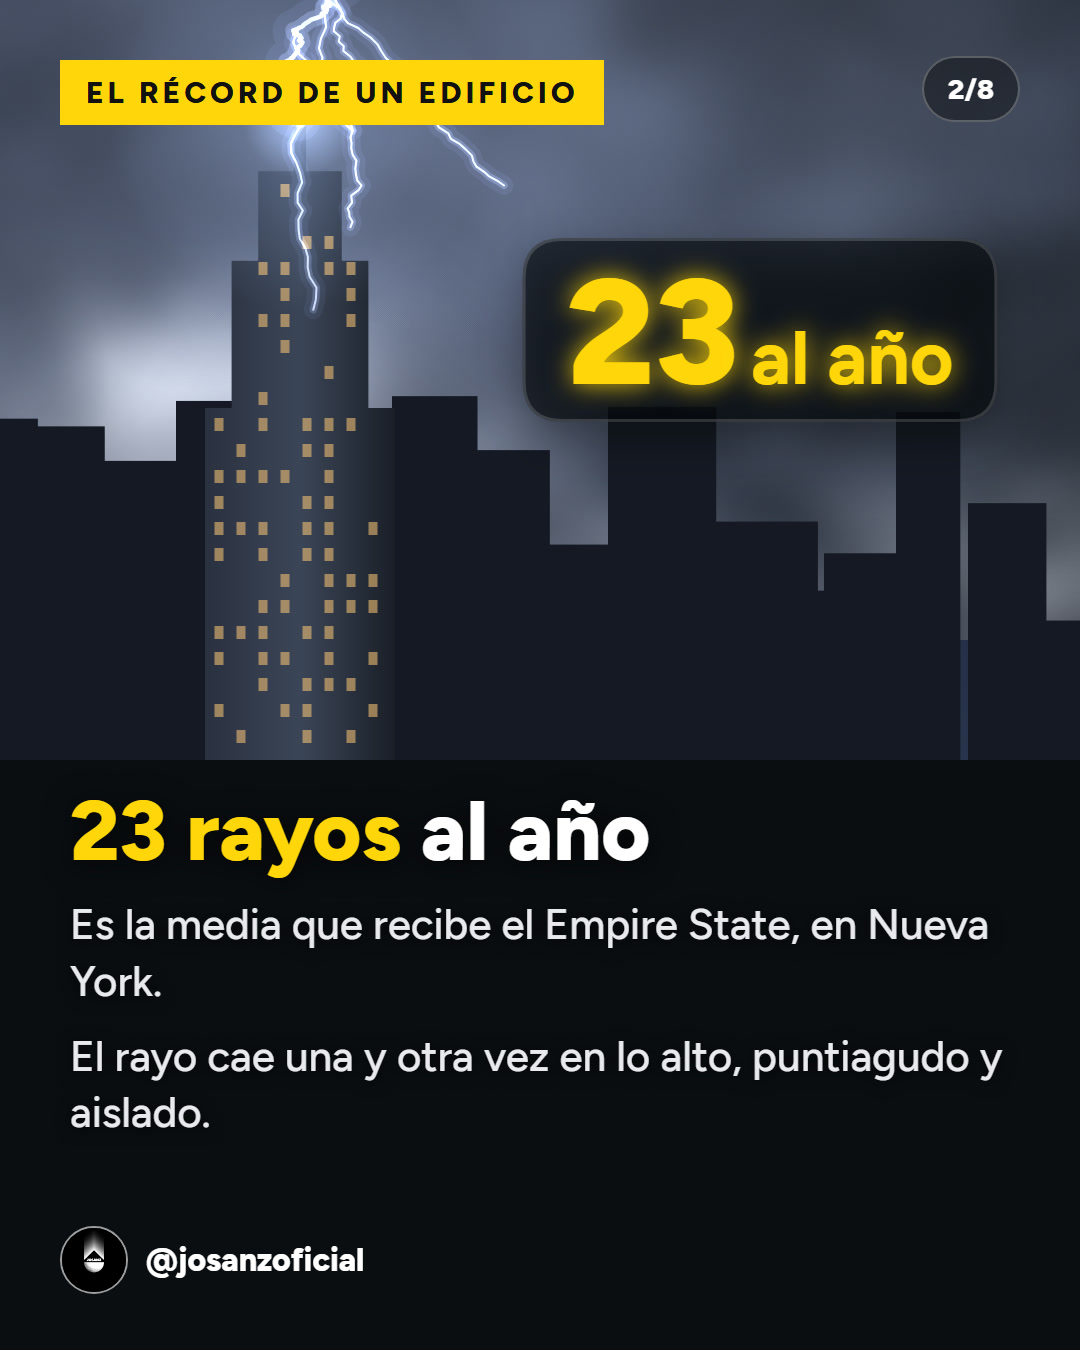 EL RÉCORD DE UN EDIFICIO
2/8
23 al año
23 rayos al año
Es la media que recibe el Empire State, en Nueva
York.
El rayo cae una y otra vez en lo alto, puntiagudo y
aislado.
@josanzoficial